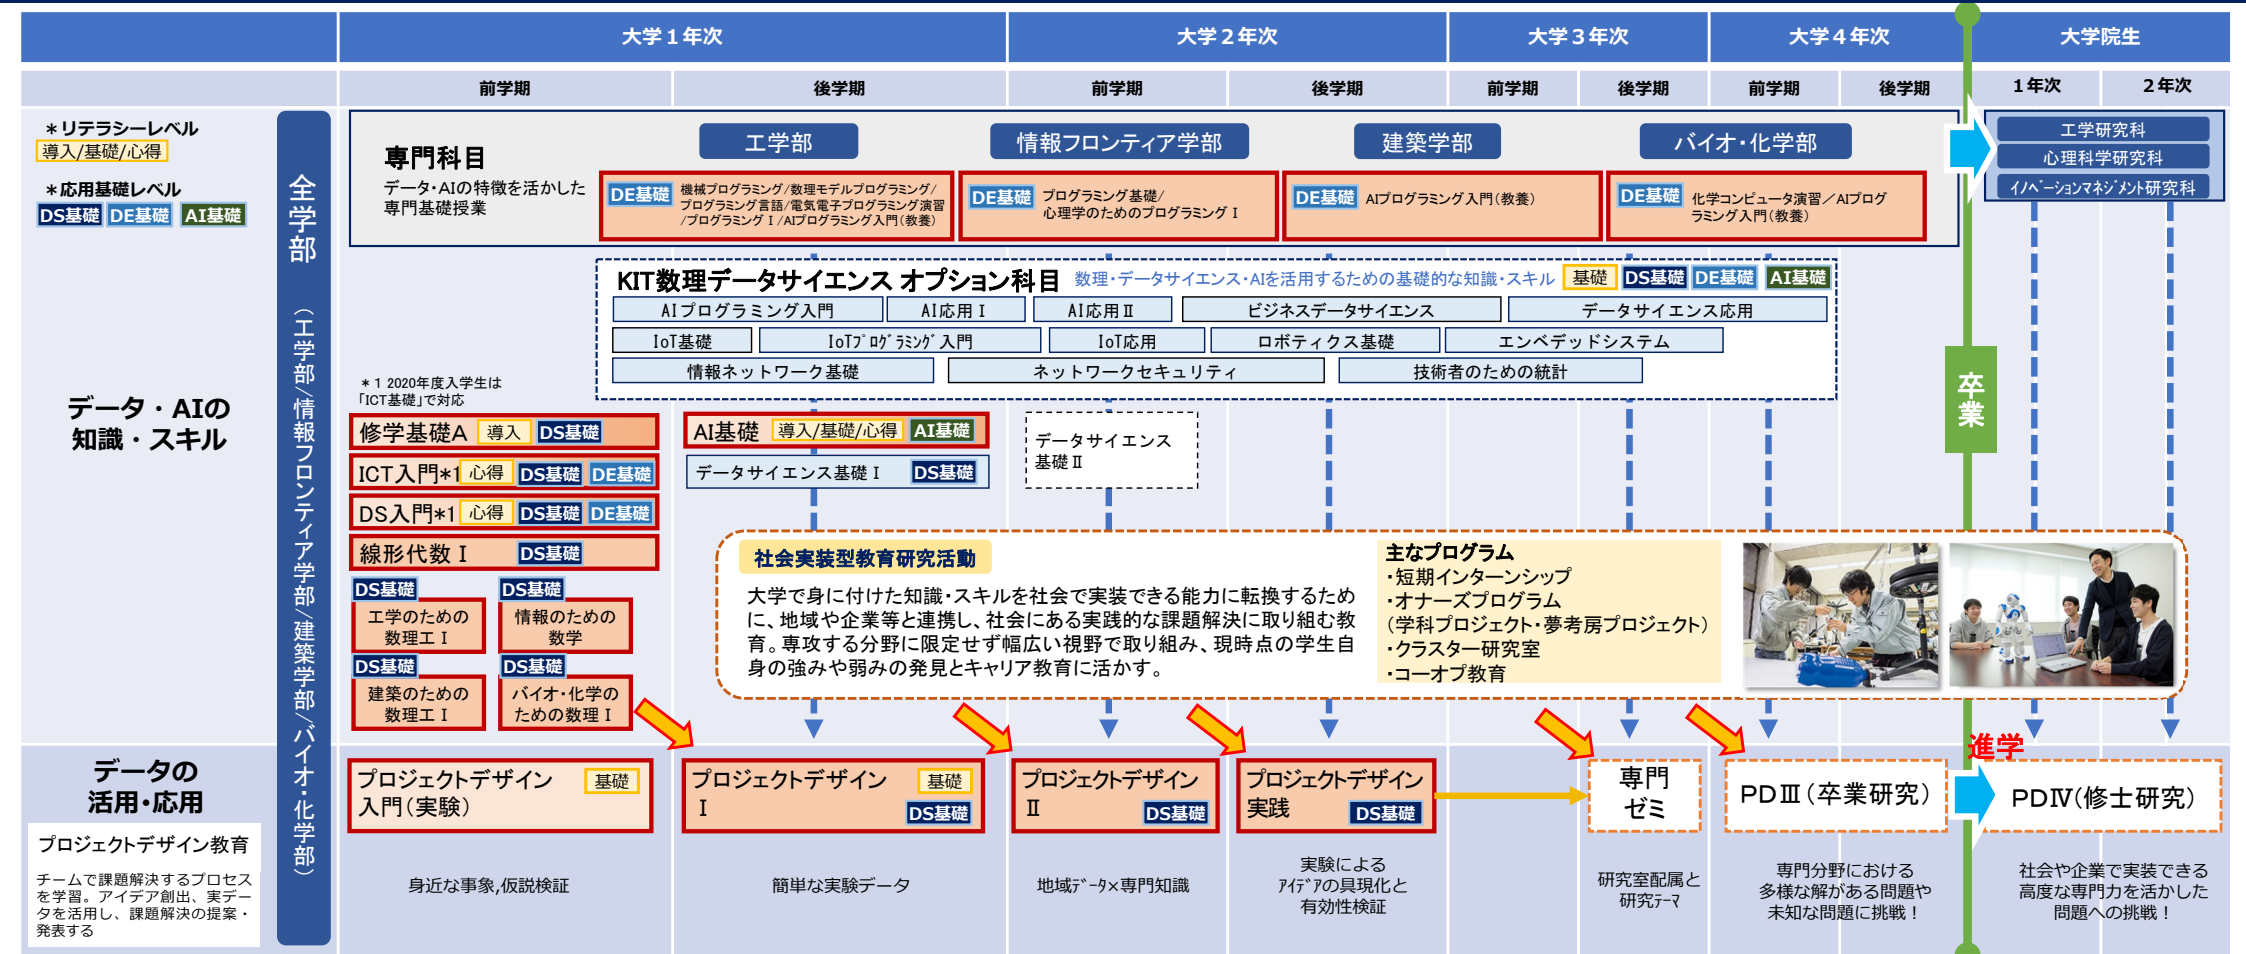 大学１年次
大学２年次
大学３年次
大学４年次
大学院生
前学期
後学期
前学期
後学期
前学期
後学期
前学期
後学期
１年次
２年次
＊リテラシーレベル
導入/基礎/心得
＊応用基礎レベル
DS基礎 DE基礎 AI基礎
全学部（工学部/情報フロンティア学部/建築学部/バイオ・化学部）
専門科目
データ・AIの特徴を活かした
専門基礎授業
工学部
情報フロンティア学部
建築学部
バイオ・化学部
DE基礎
機械プログラミング/数理モデルプログラミング/
プログラミング言語/電気電子プログラミング演習
/プログラミングⅠ/AIプログラミング入門(教養)
DE基礎
プログラミング基礎/
心理学のためのプログラミングⅠ
DE基礎
AIプログラミング入門(教養)
DE基礎
化学コンピュータ演習／AIプログ
ラミング入門(教養)
工学研究科
心理科学研究科
ｲﾉﾍﾞｰｼｮﾝﾏﾈｼﾞﾒﾝﾄ研究科
KIT数理データサイエンス オプション科目
数理・データサイエンス・AIを活用するための基礎的な知識・スキル
基礎 DS基礎 DE基礎 AI基礎
AIプログラミング入門
AI応用Ⅰ
AI応用Ⅱ
ビジネスデータサイエンス
データサイエンス応用
IoT基礎
IoTﾌﾟﾛｸﾞﾗﾐﾝｸﾞ入門
IoT応用
ロボティクス基礎
エンベデッドシステム
情報ネットワーク基礎
ネットワークセキュリティ
技術者のための統計
データ・AIの
知識・スキル
＊1 2020年度入学生は
「ICT基礎」で対応
修学基礎A 導入 DS基礎
ICT入門*1 心得 DS基礎 DE基礎
DS入門*1 心得 DS基礎 DE基礎
線形代数Ⅰ DS基礎
DS基礎
工学のための
数理工Ⅰ
DS基礎
情報のための
数学
DS基礎
建築のための
数理工Ⅰ
DS基礎
バイオ・化学の
ための数理Ⅰ
AI基礎 導入/基礎/心得 AI基礎
データサイエンス基礎Ⅰ DS基礎
データサイエンス
基礎Ⅱ
卒業
社会実装型教育研究活動
大学で身に付けた知識・スキルを社会で実装できる能力に転換するため
に、地域や企業等と連携し、社会にある実践的な課題解決に取り組む教
育。専攻する分野に限定せず幅広い視野で取り組み、現時点の学生自
身の強みや弱みの発見とキャリア教育に活かす。
主なプログラム
・短期インターンシップ
・オナーズプログラム
（学科プロジェクト・夢考房プロジェクト）
・クラスター研究室
・コーオプ教育
データの
活用・応用
プロジェクトデザイン教育
チームで課題解決するプロセス
を学習。アイデア創出、実デー
タを活用し、課題解決の提案・
発表する
プロジェクトデザイン
入門(実験)
基礎
プロジェクトデザイン
Ⅰ
基礎
DS基礎
プロジェクトデザイン
Ⅱ
DS基礎
プロジェクトデザイン
実践
DS基礎
専門
ゼミ
PDⅢ(卒業研究)
進学
PDⅣ(修士研究)
身近な事象,仮説検証
簡単な実験データ
地域ﾃﾞｰﾀ×専門知識
実験による
ｱｲﾃﾞｱの具現化と
有効性検証
研究室配属と
研究ﾃｰﾏ
専門分野における
多様な解がある問題や
未知な問題に挑戦！
社会や企業で実装できる
高度な専門力を活かした
問題への挑戦！